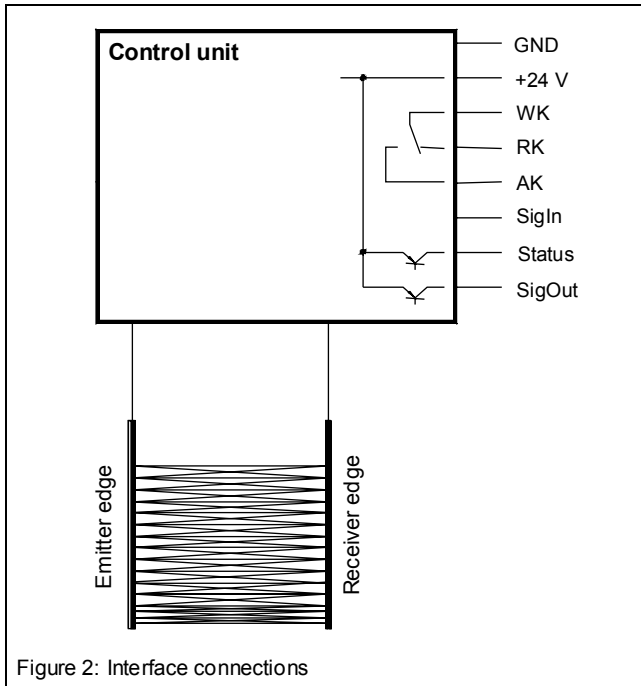 Control unit
GND
+24 V
WK
RK
AK
SigIn
Status
SigOut
Emitter edge
Receiver edge
Figure 2: Interface connections